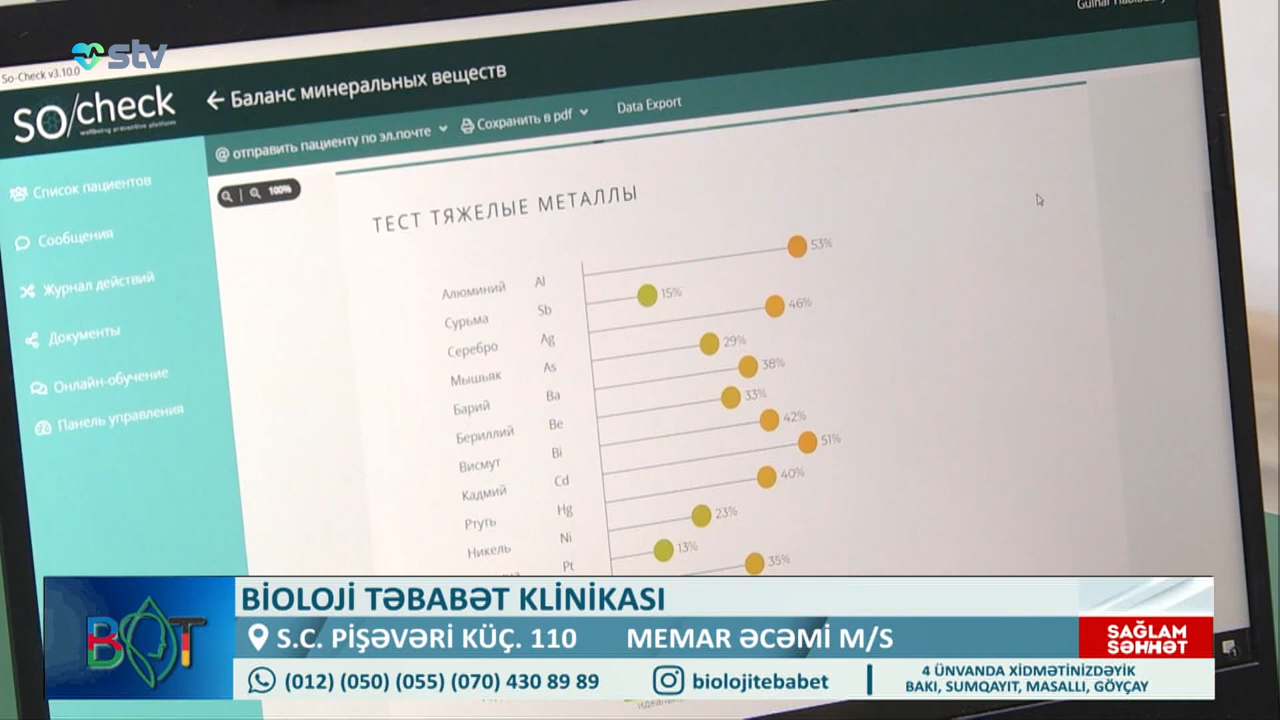 stv
So-Check v3.10.0
SO/check
wellbeing preventive platform
← Баланс минеральных веществ
@ отправить пациенту по эл.почте
Сохранить в pdf
Data Export
Список пациентов
Сообщения
Журнал действий
Документы
Онлайн-обучение
Панель управления
100%
ТЕСТ ТЯЖЕЛЫЕ МЕТАЛЛЫ
Алюминий Al 53%
Сурьма Sb 15%
Серебро Ag 46%
Мышьяк As 29%
Барий Ba 38%
Бериллий Be 33%
Висмут Bi 42%
Кадмий Cd 51%
Ртуть Hg 40%
Никель Ni 23%
Pt 13%
35%
BOT
BİOLOJİ TƏBABƏT KLİNİKASI
S.C. PİŞƏVƏRİ KÜÇ. 110 MEMAR ƏCƏMİ M/S
(012) (050) (055) (070) 430 89 89
biolojitebabet
SAĞLAM
SƏHHƏT
4 ÜNVANDA XİDMƏTİNİZDƏYİK
BAKI, SUMQAYIT, MASALLI, GÖYÇAY